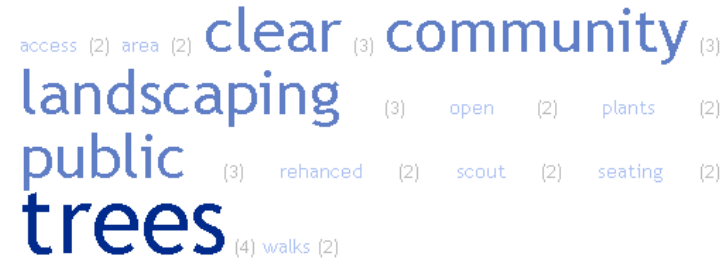 access (2) area (2) clear (3) community (3)
landscaping (3) open (2) plants (2)
public (3) rehanced (2) scout (2) seating (2)
trees (4) walks (2)